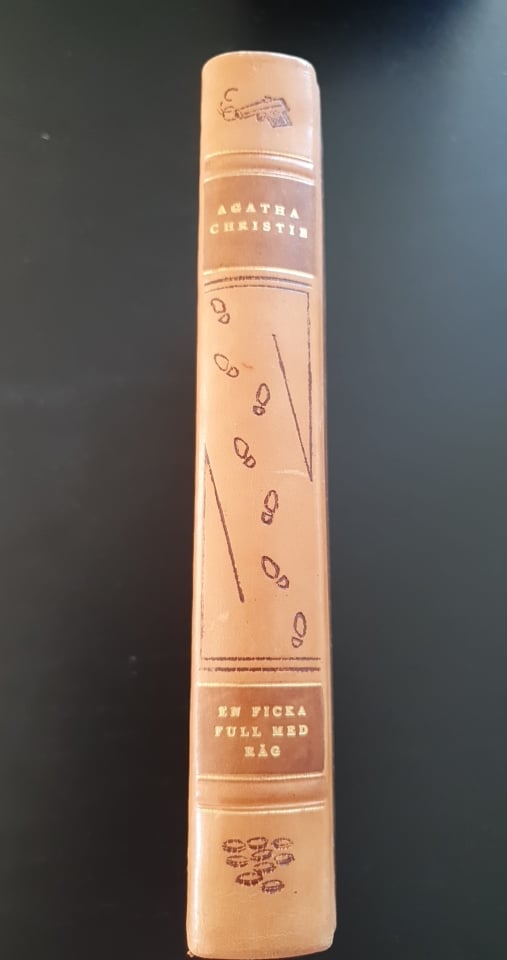 AGATHA
CHRISTIE
EN FICKA
FULL MED
RÅG